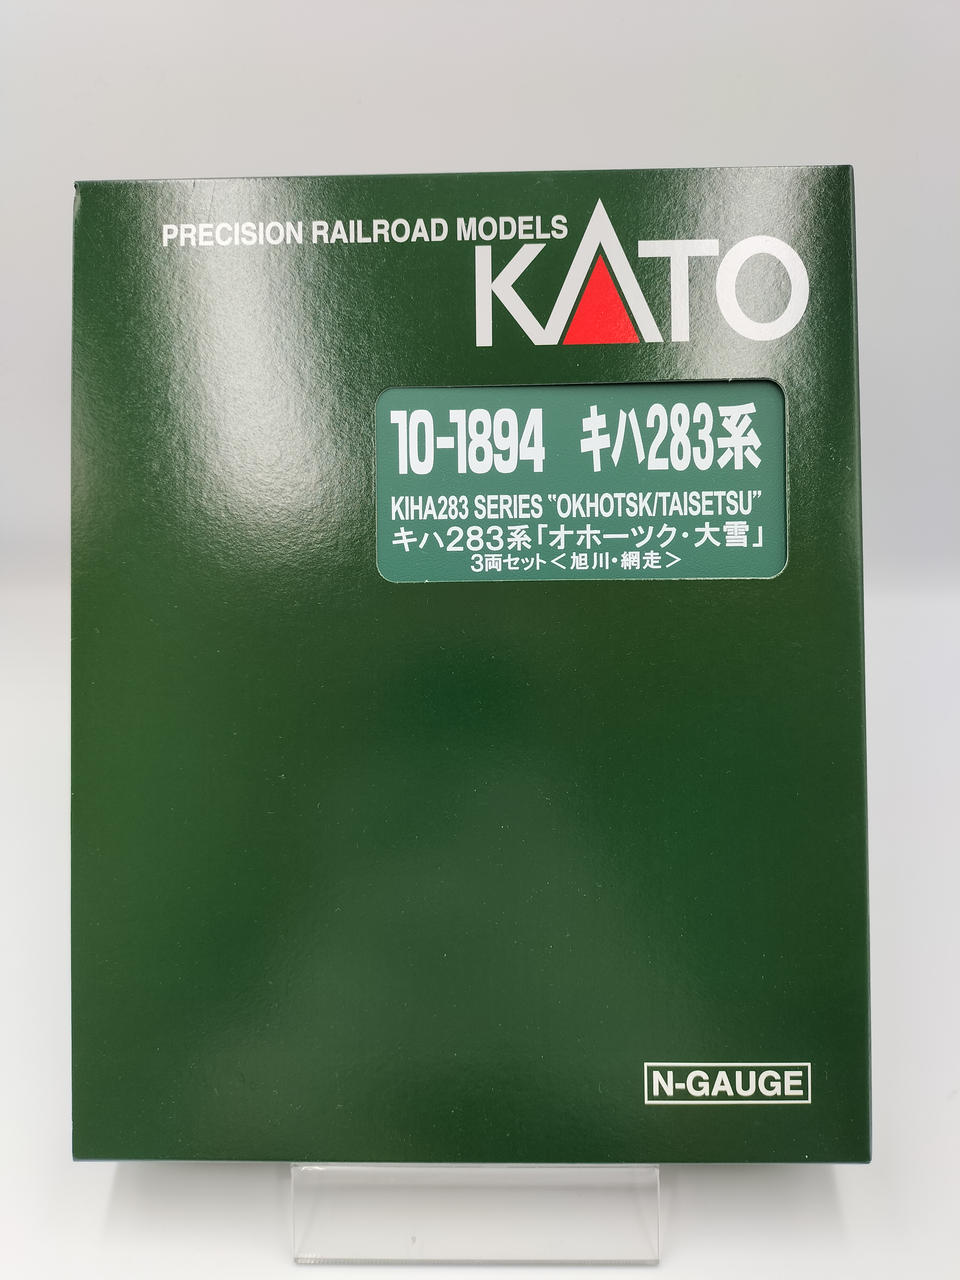 PRECISION RAILROAD MODELS
KATO
10-1894 キハ283系
KIHA283 SERIES “OKHOTSK/TAISETSU”
キハ283系「オホーツク・大雪」
3両セット＜旭川・網走＞
N-GAUGE